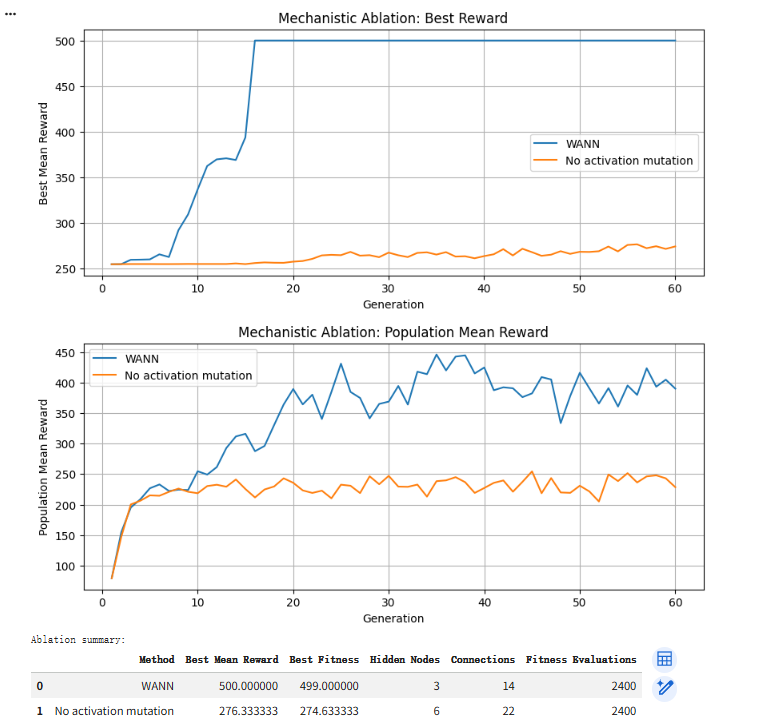 ...
Mechanistic Ablation: Best Reward
500
450
400
350
300
250
Best Mean Reward
WANN
No activation mutation
0 10 20 30 40 50 60
Generation
Mechanistic Ablation: Population Mean Reward
450
400
350
300
250
200
150
100
Population Mean Reward
WANN
No activation mutation
0 10 20 30 40 50 60
Generation
Ablation summary:
Method Best Mean Reward Best Fitness Hidden Nodes Connections Fitness Evaluations
0 WANN 500.000000 499.000000 3 14 2400
1 No activation mutation 276.333333 274.633333 6 22 2400